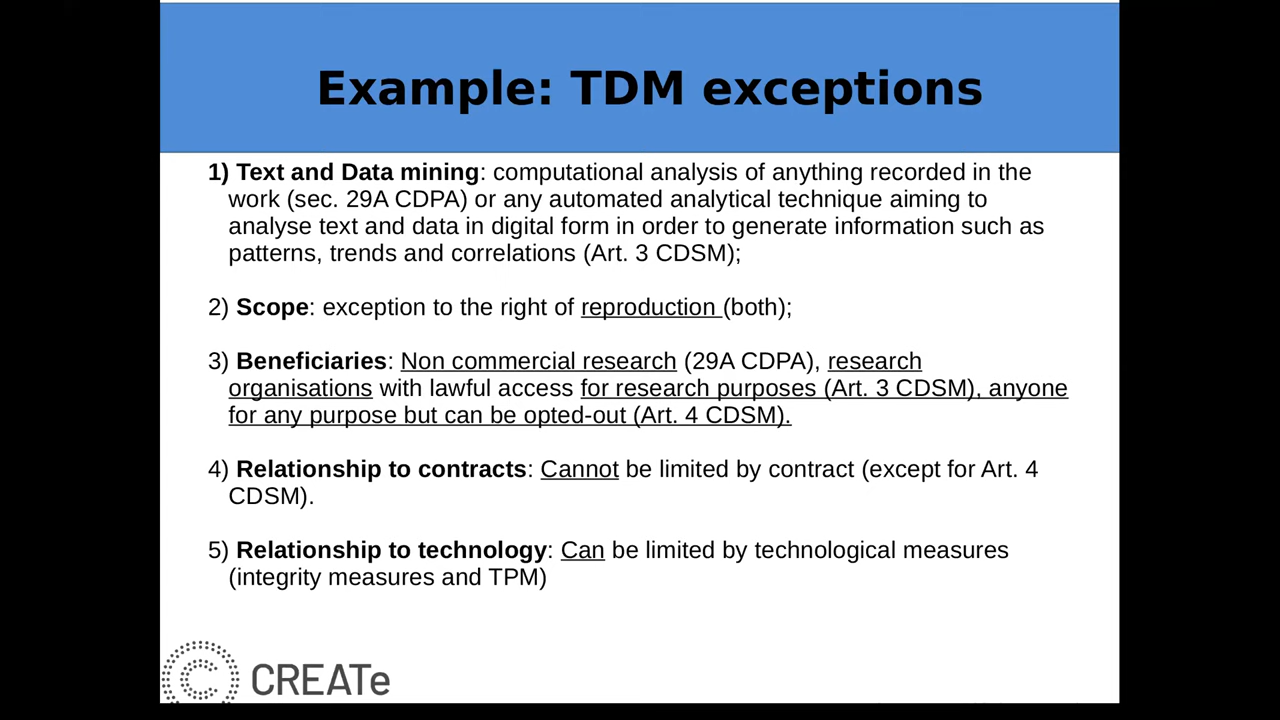 Example: TDM exceptions
1) Text and Data mining: computational analysis of anything recorded in the
work (sec. 29A CDPA) or any automated analytical technique aiming to
analyse text and data in digital form in order to generate information such as
patterns, trends and correlations (Art. 3 CDSM);
2) Scope: exception to the right of reproduction (both);
3) Beneficiaries: Non commercial research (29A CDPA), research
organisations with lawful access for research purposes (Art. 3 CDSM), anyone
for any purpose but can be opted-out (Art. 4 CDSM).
4) Relationship to contracts: Cannot be limited by contract (except for Art. 4
CDSM).
5) Relationship to technology: Can be limited by technological measures
(integrity measures and TPM)
CREATe